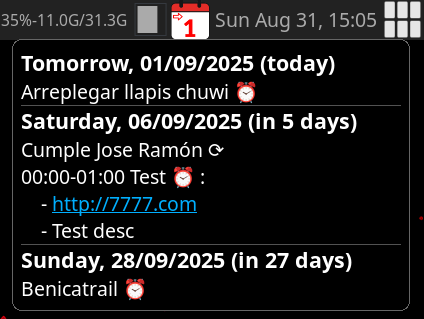 35%-11.0G/31.3G 1 Sun Aug 31, 15:05
Tomorrow, 01/09/2025 (today)
Arreplegar llapis chuwi ⏰
Saturday, 06/09/2025 (in 5 days)
Cumple Jose Ramón ⟳
00:00-01:00 Test ⏰ :
- http://7777.com
- Test desc
Sunday, 28/09/2025 (in 27 days)
Benicatrail ⏰